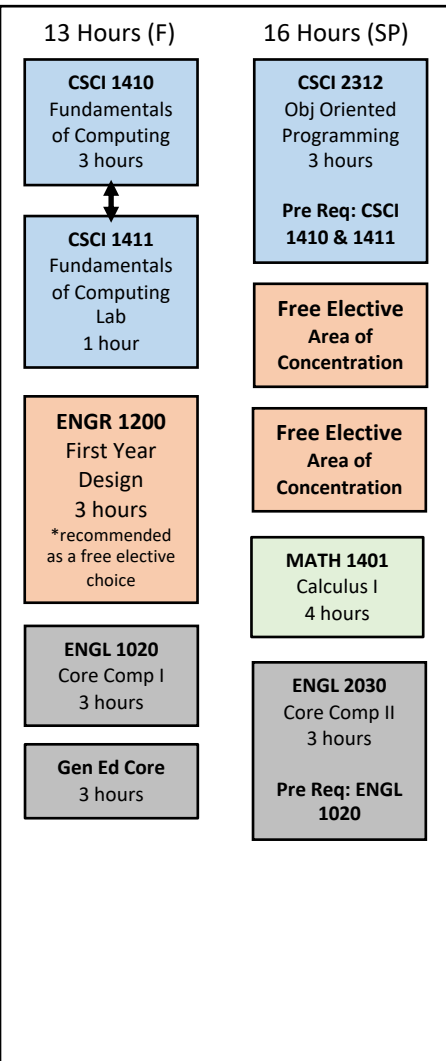 13 Hours (F)
CSCI 1410
Fundamentals
of Computing
3 hours
CSCI 1411
Fundamentals
of Computing
Lab
1 hour
ENGR 1200
First Year
Design
3 hours
*recommended
as a free elective
choice
ENGL 1020
Core Comp I
3 hours
Gen Ed Core
3 hours
16 Hours (SP)
CSCI 2312
Obj Oriented
Programming
3 hours
Pre Req: CSCI
1410 & 1411
Free Elective
Area of
Concentration
Free Elective
Area of
Concentration
MATH 1401
Calculus I
4 hours
ENGL 2030
Core Comp II
3 hours
Pre Req: ENGL
1020